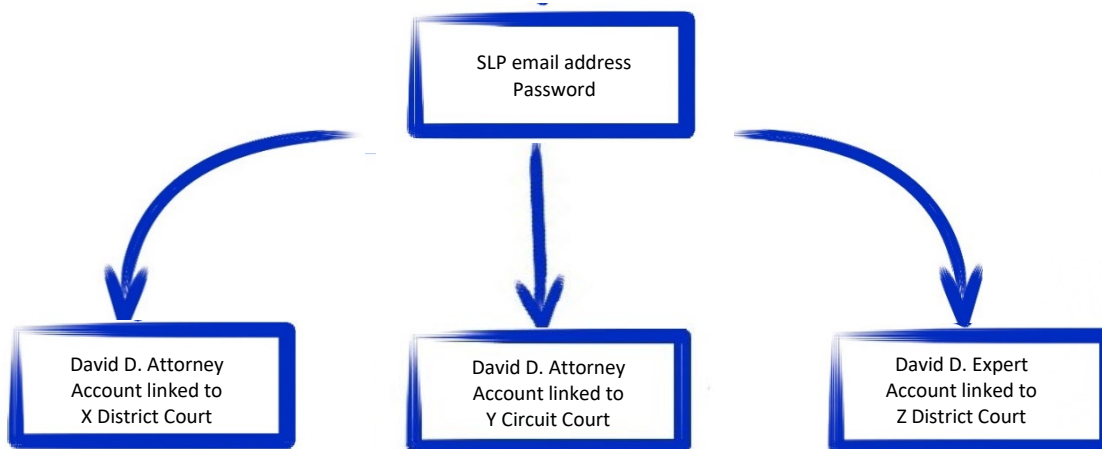 SLP email address
Password
David D. Attorney
Account linked to
X District Court
David D. Attorney
Account linked to
Y Circuit Court
David D. Expert
Account linked to
Z District Court